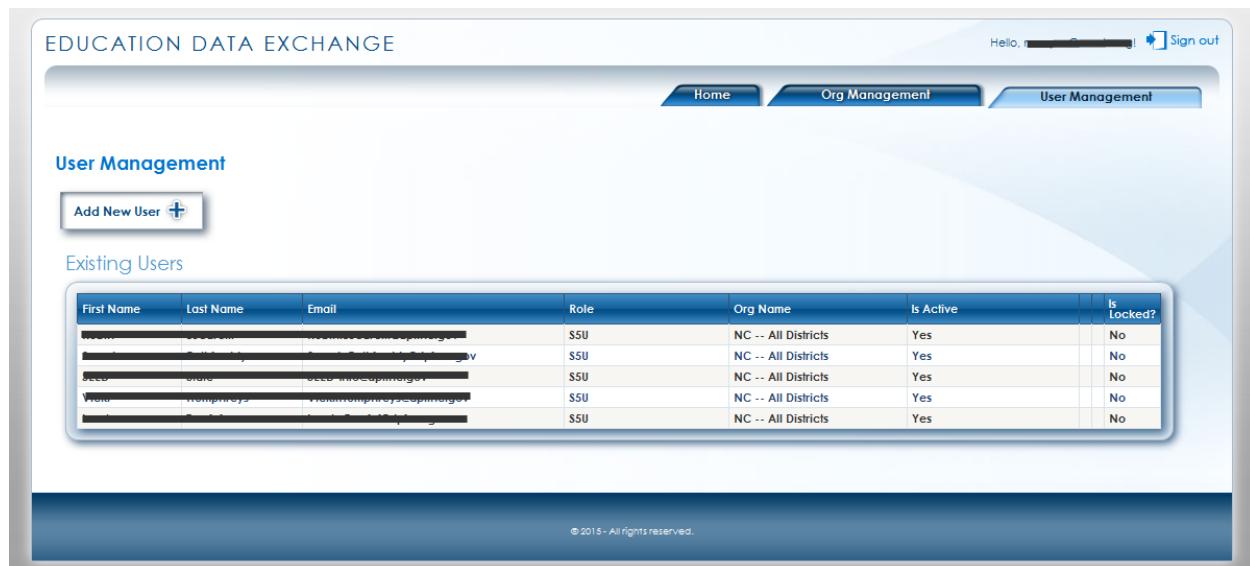 EDUCATION DATA EXCHANGE
Hello, Sign out
Home Org Management User Management
User Management
Add New User
Existing Users
First Name Last Name Email Role Org Name Is Active Is Locked?
S5U NC -- All Districts Yes No
S5U NC -- All Districts Yes No
S5U NC -- All Districts Yes No
S5U NC -- All Districts Yes No
S5U NC -- All Districts Yes No
© 2015 - All rights reserved.